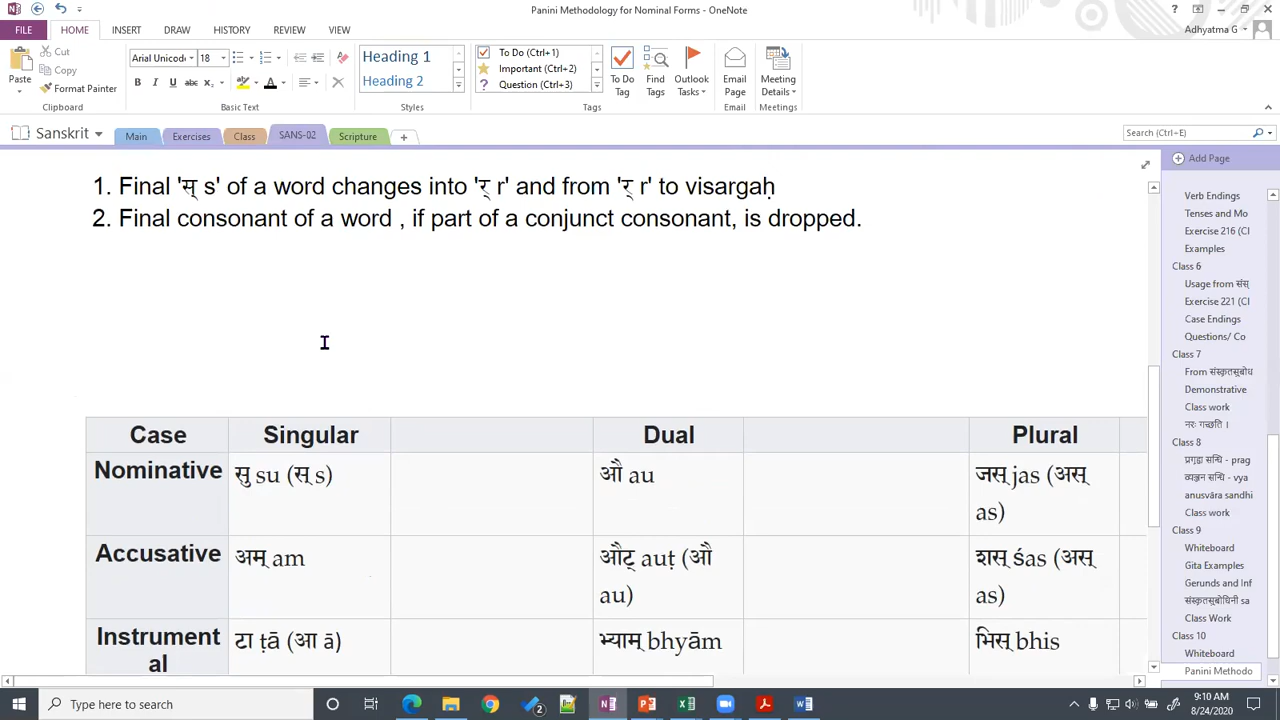 Panini Methodology for Nominal Forms - OneNote
FILE HOME INSERT DRAW HISTORY REVIEW VIEW
Adhyatma G
Paste
Cut
Copy
Format Painter
Clipboard
Arial Unicode 18
B I U abc X A
Basic Text
Heading 1
Heading 2
Styles
To Do (Ctrl+1)
Important (Ctrl+2)
Question (Ctrl+3)
To Do Tag
Find Tags
Tags
Outlook Tasks
Email Page
Email
Meeting Details
Meetings
Sanskrit Main Exercises Class SANS-02 Scripture
Search (Ctrl+E)
Add Page
1. Final 'स् s' of a word changes into 'र् r' and from 'र् r' to visargaḥ
2. Final consonant of a word , if part of a conjunct consonant, is dropped.
Case Singular Dual Plural
Nominative सु su (स् s) औ au जस् jas (अस् as)
Accusative अम् am औट् auṭ (औ au) शस् śas (अस् as)
Instrumental टा ṭā (आ ā) भ्याम् bhyām भिस् bhis
Verb Endings
Tenses and Mo
Exercise 216 (Cl
Examples
Class 6
Usage from संस्
Exercise 221 (Cl
Case Endings
Questions/ Co
Class 7
From संस्कृतसुबोध
Demonstrative
Class work
नरः गच्छति ।
Class 8
प्रगृह्य सन्धि - prag
व्यञ्जन सन्धि - vya
anusvāra sandhi
Class work
Class 9
Whiteboard
Gita Examples
Gerunds and Inf
संस्कृतसुबोधिनी sa
Class Work
Class 10
Whiteboard
Panini Methodo
Type here to search
2
9:10 AM
8/24/2020